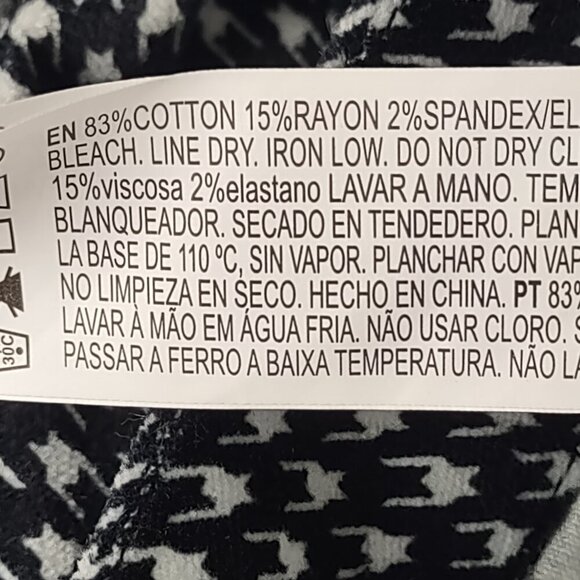 EN 83%COTTON 15%RAYON 2%SPANDEX/EL
BLEACH. LINE DRY. IRON LOW. DO NOT DRY CL
15%viscosa 2%elastano LAVAR A MANO. TEM
BLANQUEADOR. SECADO EN TENDEDERO. PLAN
LA BASE DE 110 ºC, SIN VAPOR. PLANCHAR CON VAP
NO LIMPIEZA EN SECO. HECHO EN CHINA. PT 83%
LAVAR À MÃO EM ÁGUA FRIA. NÃO USAR CLORO. S
PASSAR A FERRO A BAIXA TEMPERATURA. NÃO LA
30C